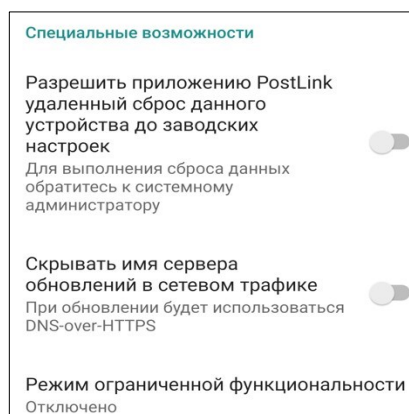 Специальные возможности
Разрешить приложению PostLink
удаленный сброс данного
устройства до заводских
настроек
Для выполнения сброса данных
обратитесь к системному
администратору
Скрывать имя сервера
обновлений в сетевом трафике
При обновлении будет использоваться
DNS-over-HTTPS
Режим ограниченной функциональности
Отключено